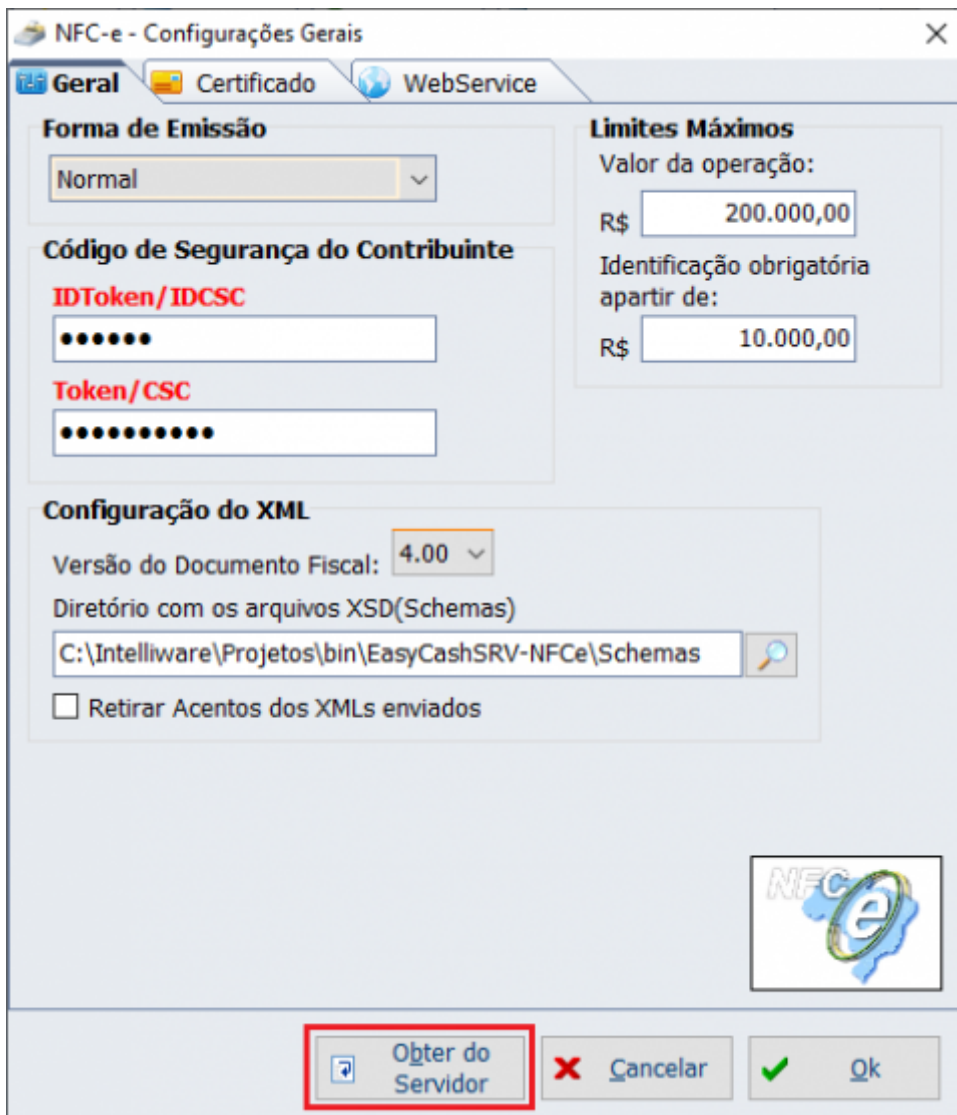 NFC-e - Configurações Gerais
Geral
Certificado
WebService
Forma de Emissão
Normal
Código de Segurança do Contribuinte
IDToken/IDCSC
●●●●●●
Token/CSC
●●●●●●●●●●
Limites Máximos
Valor da operação:
R$ 200.000,00
Identificação obrigatória
apartir de:
R$ 10.000,00
Configuração do XML
Versão do Documento Fiscal: 4.00
Diretório com os arquivos XSD(Schemas)
C:\Intelliware\Projetos\bin\EasyCashSRV-NFCe\Schemas
Retirar Acentos dos XMLs enviados
NFC e
Obter do
Servidor
Cancelar
Ok